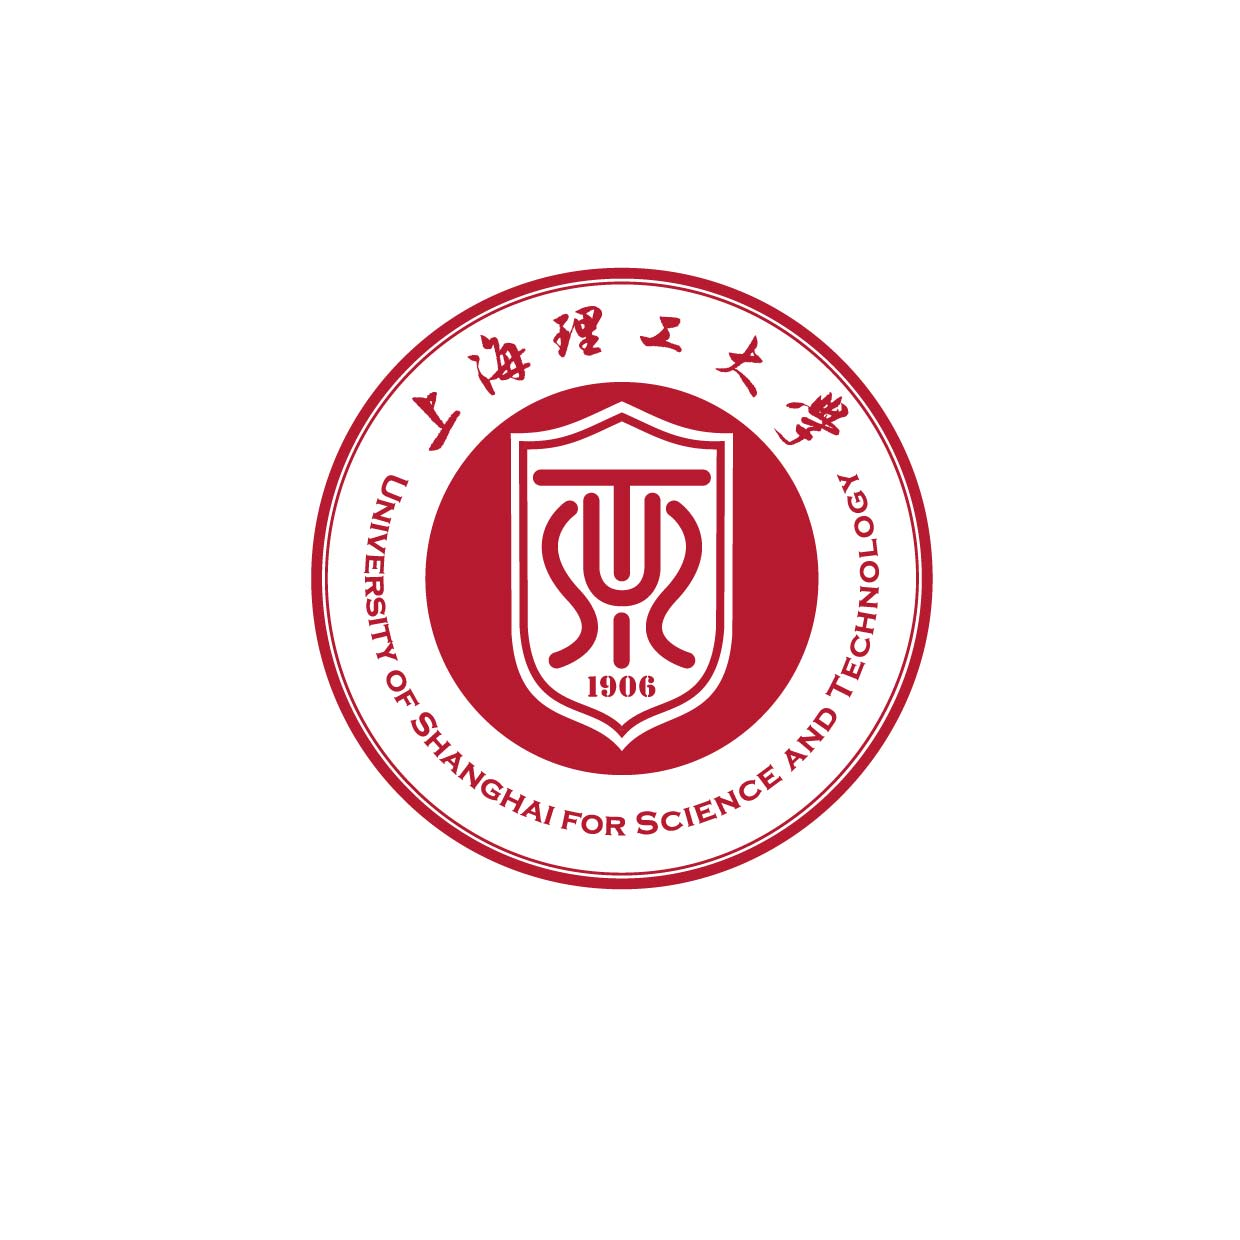 上海理工大學
UNIVERSITY OF SHANGHAI FOR SCIENCE AND TECHNOLOGY
1906